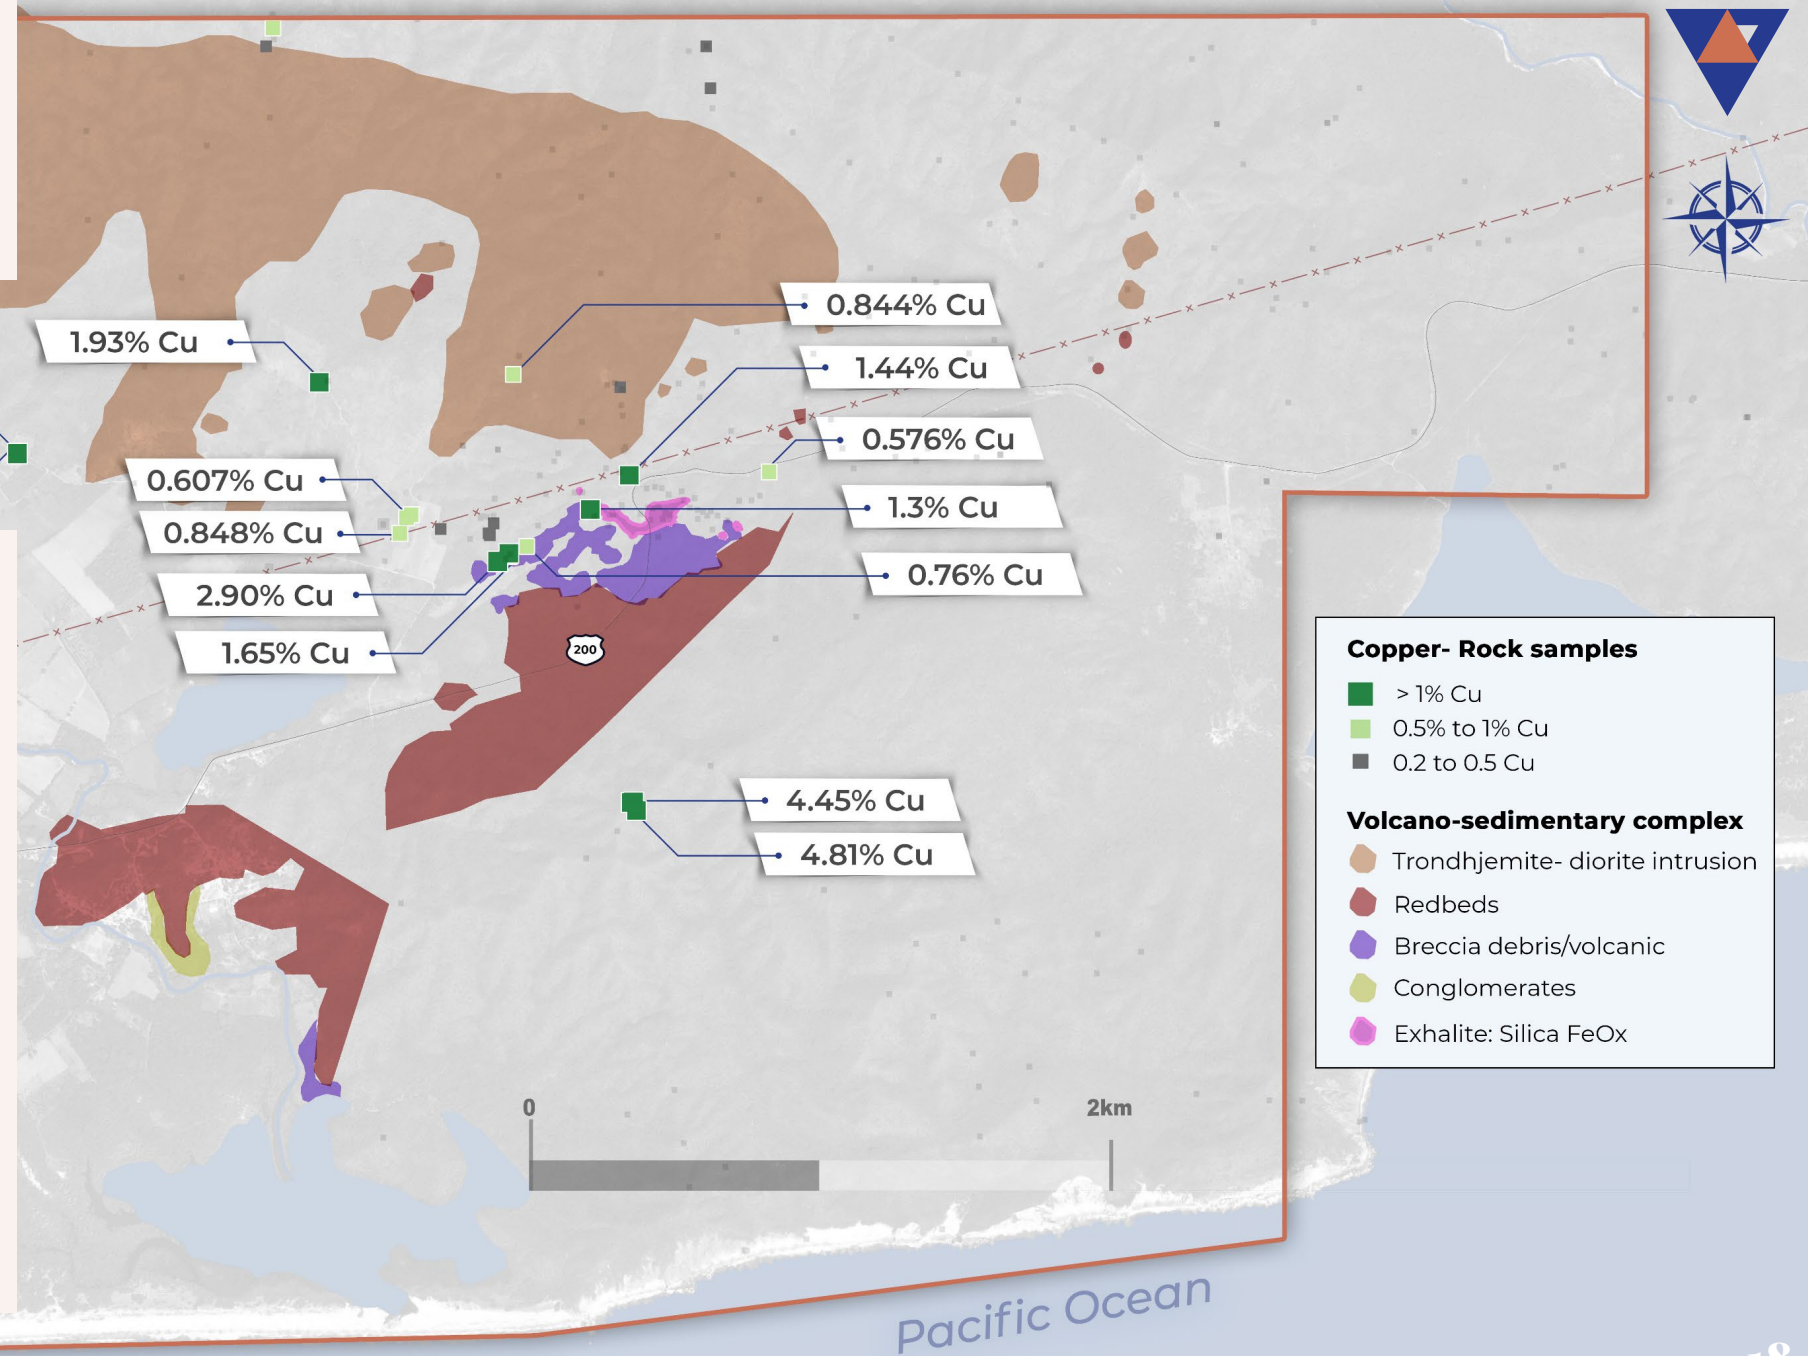 0.844% Cu
1.93% Cu
1.44% Cu
0.576% Cu
0.607% Cu
1.3% Cu
0.848% Cu
0.76% Cu
2.90% Cu
1.65% Cu
200
4.45% Cu
4.81% Cu
Copper- Rock samples
> 1% Cu
0.5% to 1% Cu
0.2 to 0.5 Cu
Volcano-sedimentary complex
Trondhjemite- diorite intrusion
Redbeds
Breccia debris/volcanic
Conglomerates
Exhalite: Silica FeOx
0
2km
Pacific Ocean